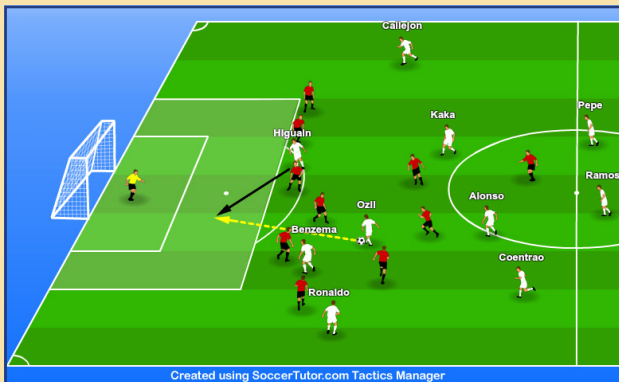 Callejon
Kaka
Pepe
Higuain
Ramos
Ozil
Alonso
Benzema
Coentrao
Ronaldo
Created using SoccerTutor.com Tactics Manager